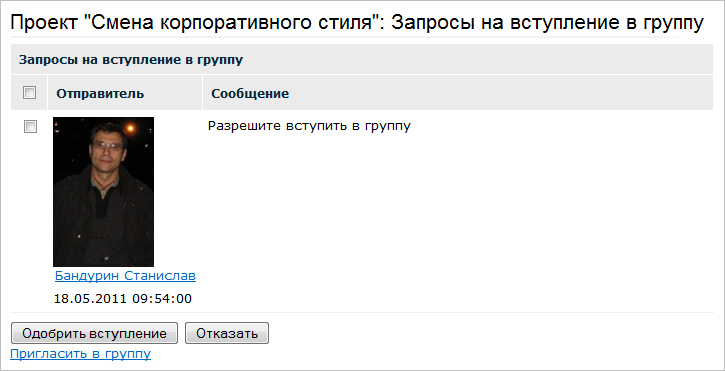 Проект "Смена корпоративного стиля": Запросы на вступление в группу
Запросы на вступление в группу
Отправитель Сообщение
Разрешите вступить в группу
Бандурин Станислав
18.05.2011 09:54:00
Одобрить вступление Отказать
Пригласить в группу